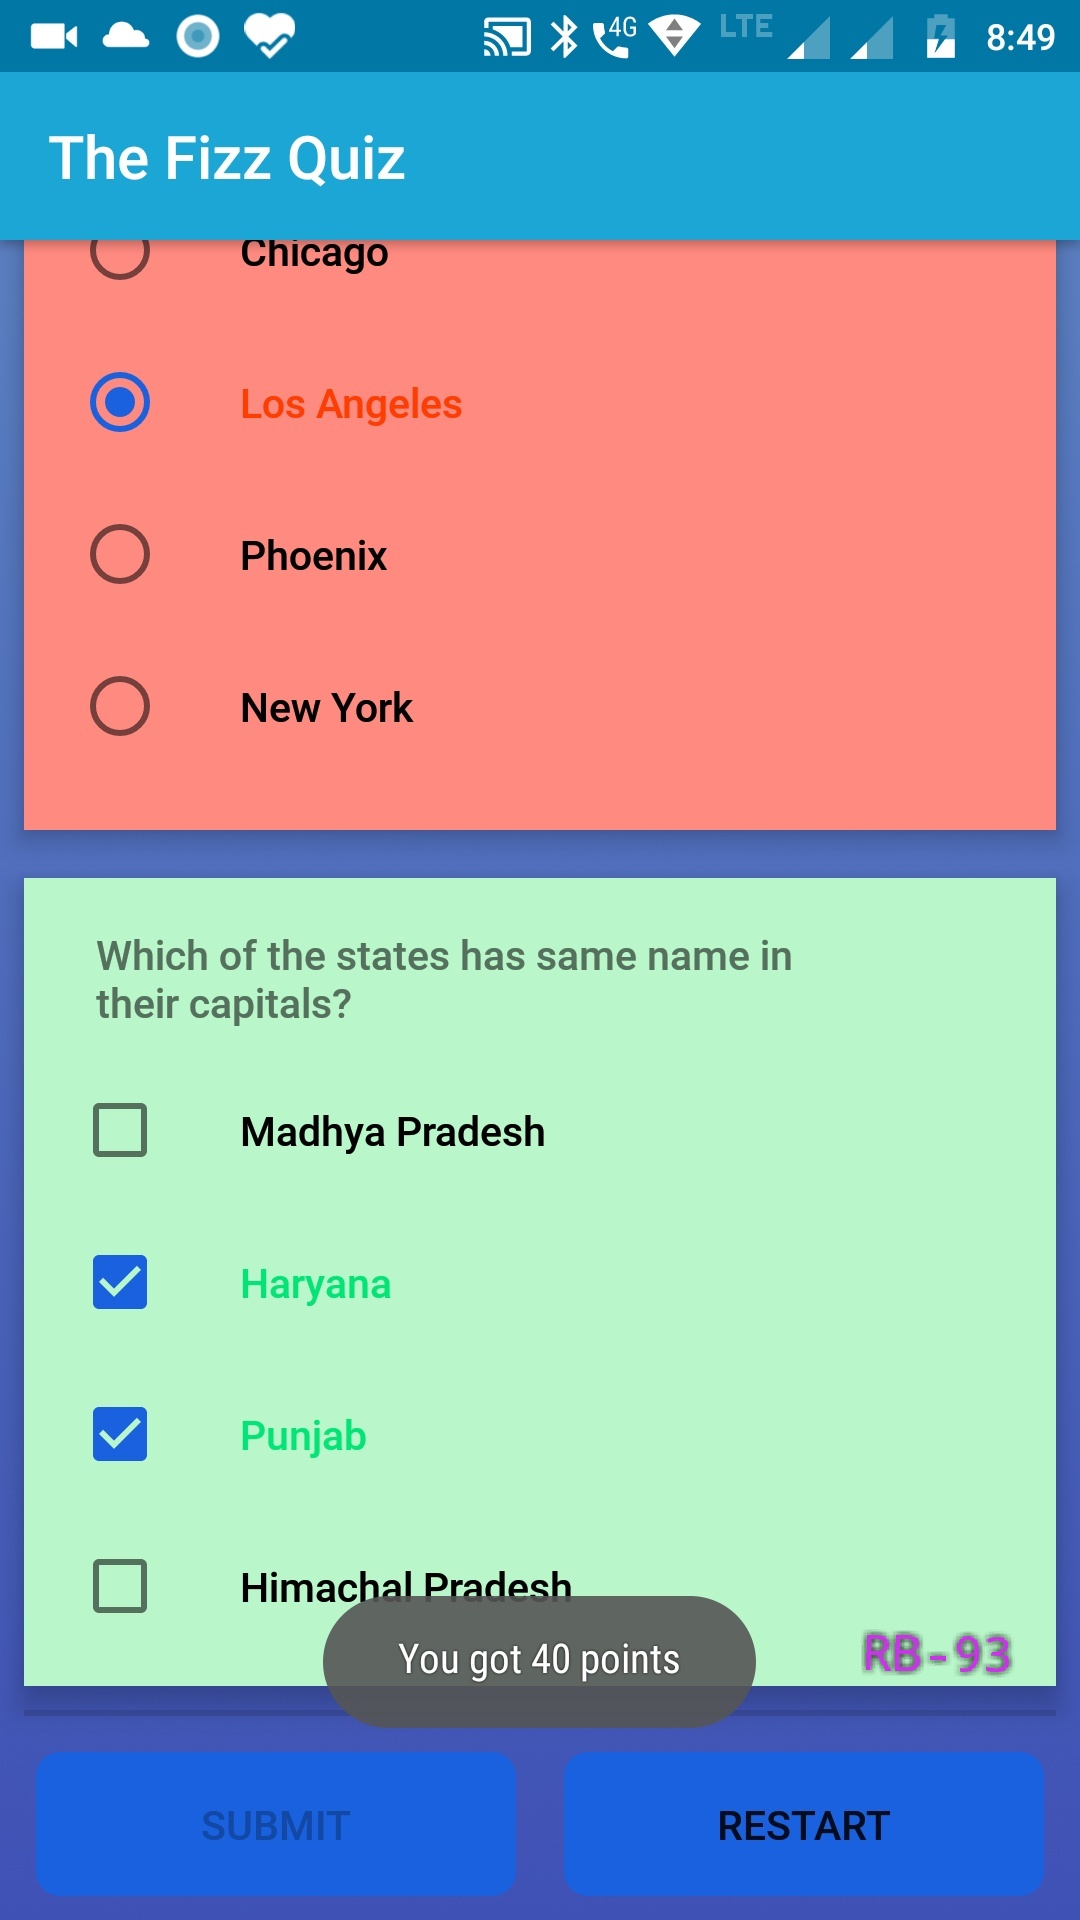 4G LTE 8:49
The Fizz Quiz
Chicago
Los Angeles
Phoenix
New York
Which of the states has same name in
their capitals?
Madhya Pradesh
Haryana
Punjab
Himachal Pradesh
You got 40 points
RB-93
SUBMIT RESTART